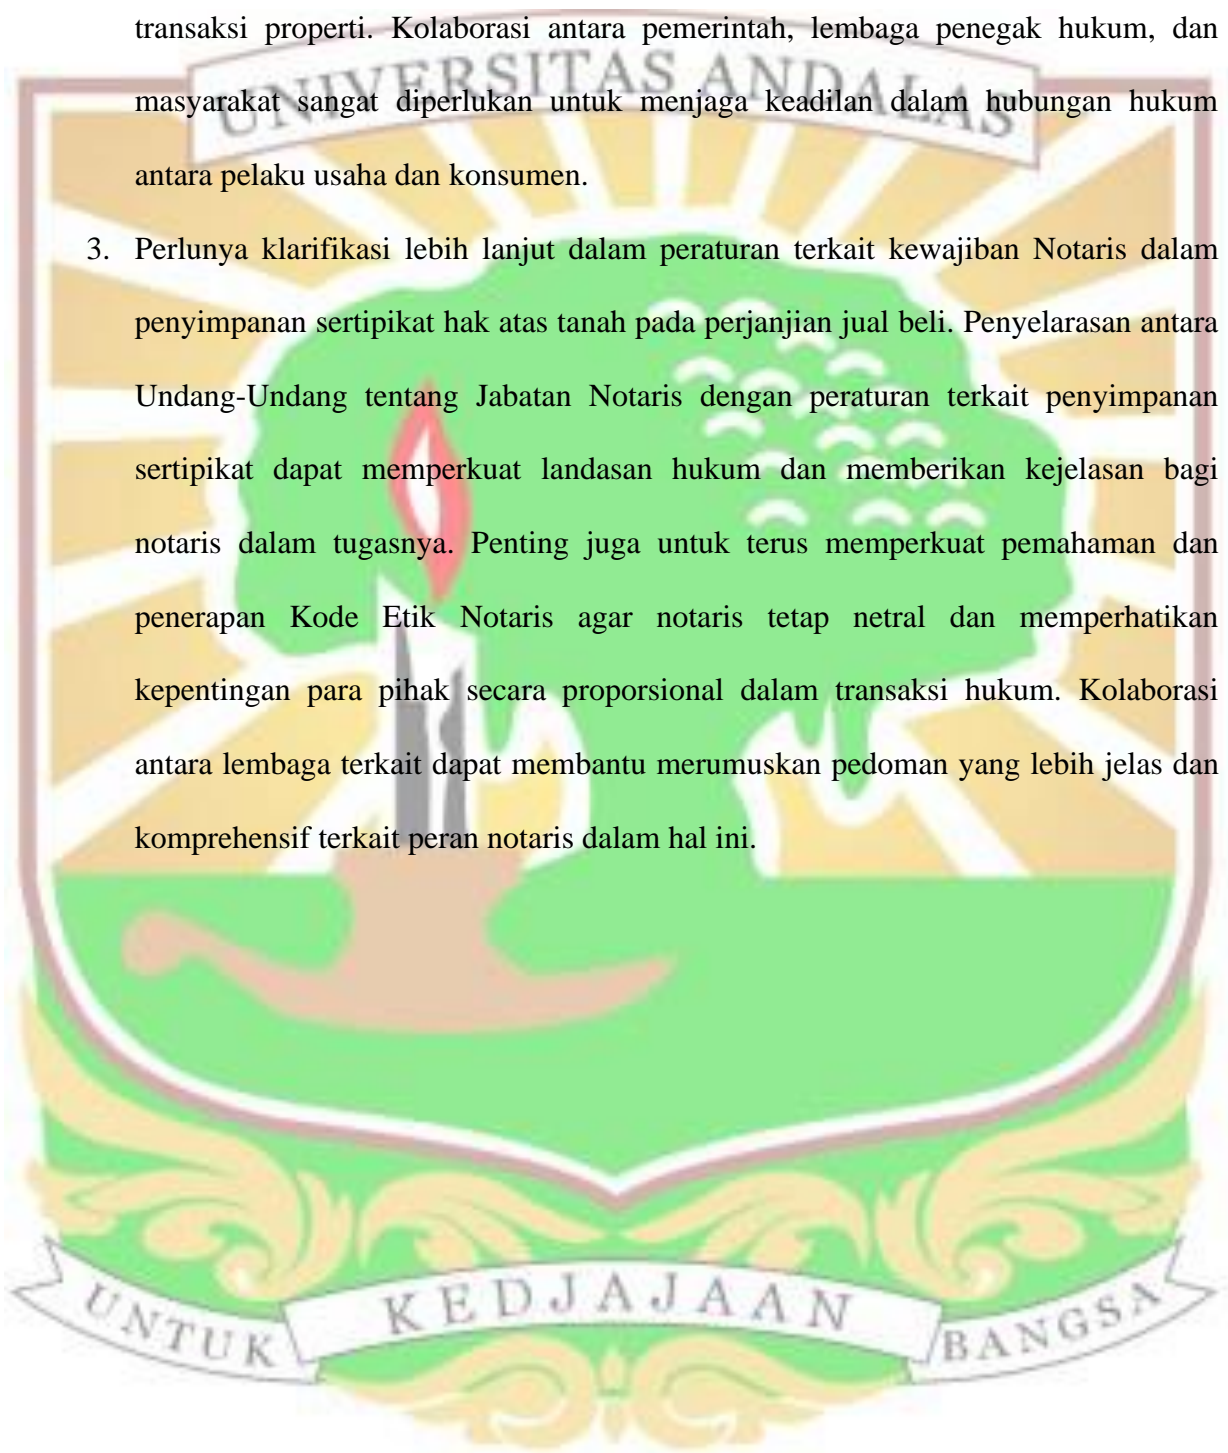 transaksi properti. Kolaborasi antara pemerintah, lembaga penegak hukum, dan
UNIVERSITAS ANDALAS
masyarakat sangat diperlukan untuk menjaga keadilan dalam hubungan hukum
antara pelaku usaha dan konsumen.
3. Perlunya klarifikasi lebih lanjut dalam peraturan terkait kewajiban Notaris dalam
penyimpanan sertipikat hak atas tanah pada perjanjian jual beli. Penyelarasan antara
Undang-Undang tentang Jabatan Notaris dengan peraturan terkait penyimpanan
sertipikat dapat memperkuat landasan hukum dan memberikan kejelasan bagi
notaris dalam tugasnya. Penting juga untuk terus memperkuat pemahaman dan
penerapan Kode Etik Notaris agar notaris tetap netral dan memperhatikan
kepentingan para pihak secara proporsional dalam transaksi hukum. Kolaborasi
antara lembaga terkait dapat membantu merumuskan pedoman yang lebih jelas dan
komprehensif terkait peran notaris dalam hal ini.
UNTUK KEDJAJAAN BANGSA